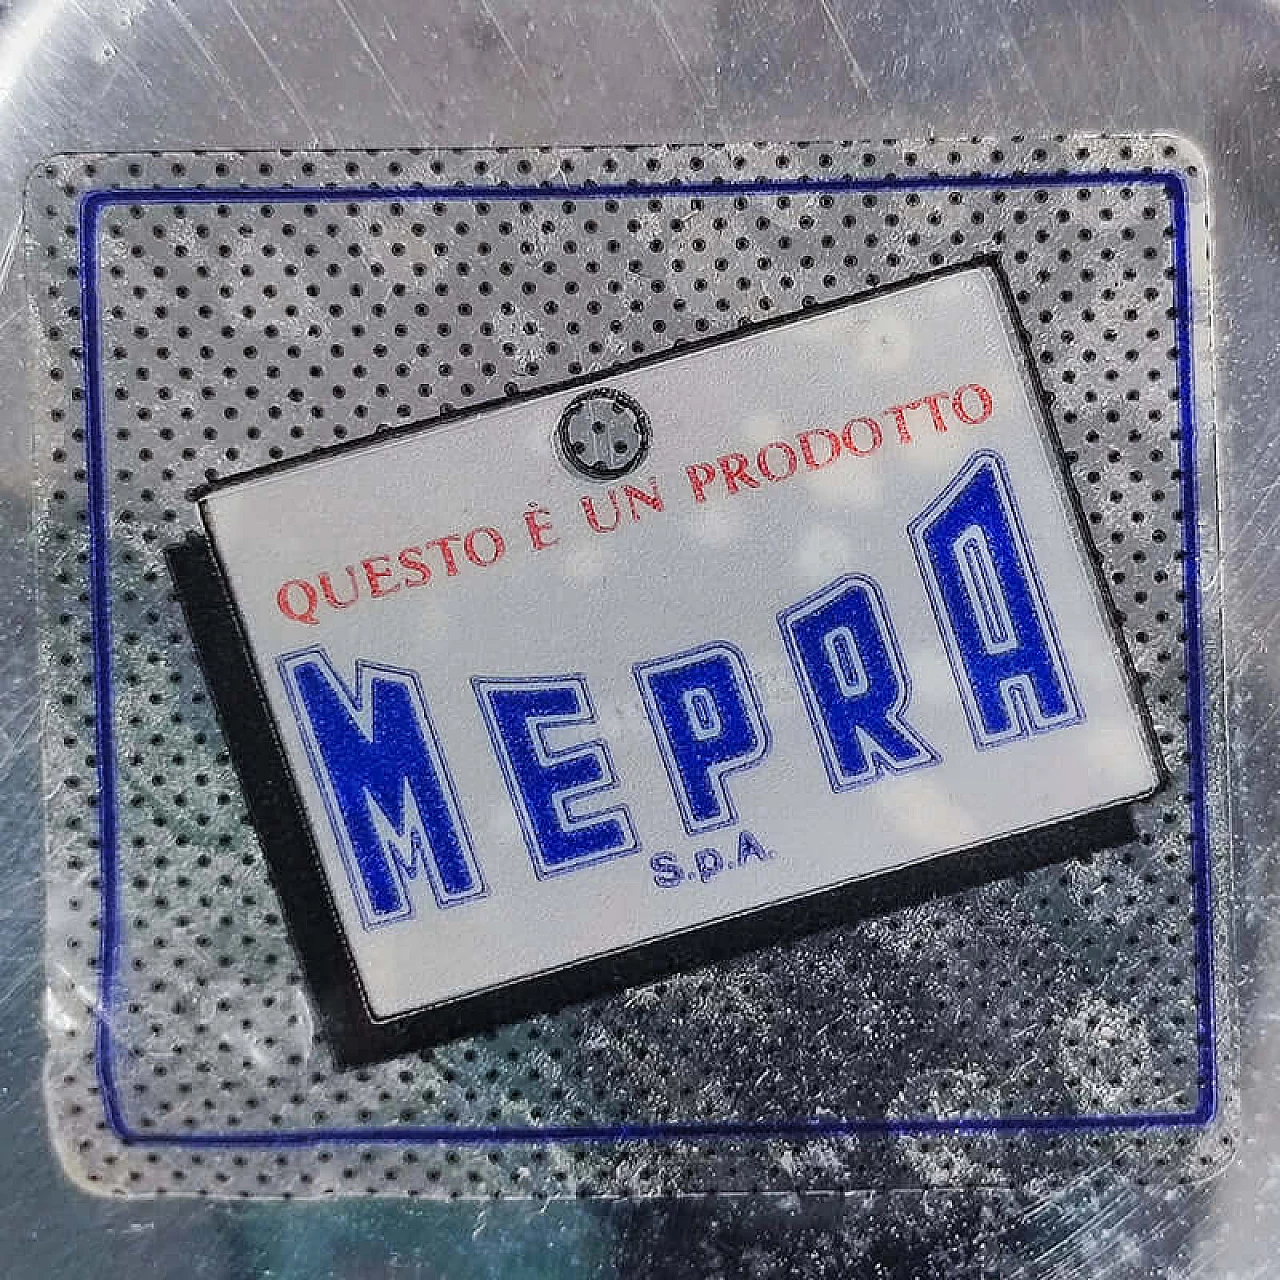 QUESTO È UN PRODOTTO
MEPRA
S.p.A.